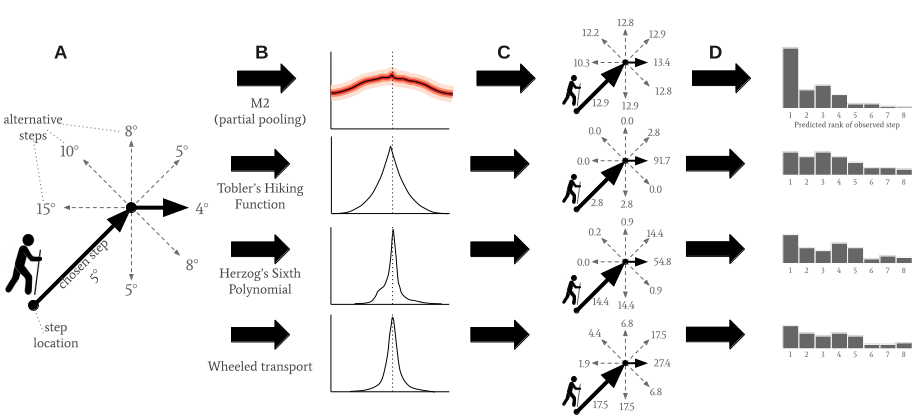 A
B
C
D
alternative
steps
8°
10°
5°
15°
4°
8°
5°
5°
chosen step
step
location
M2
(partial pooling)
12.8
12.2
12.9
10.3
13.4
12.8
12.9
12.9
1 2 3 4 5 6 7 8
Predicted rank of observed step
Tobler's Hiking
Function
0.0
0.0
2.8
0.0
91.7
0.0
2.8
2.8
1 2 3 4 5 6 7 8
Herzog's Sixth
Polynomial
0.9
0.2
14.4
0.0
54.8
0.9
14.4
14.4
1 2 3 4 5 6 7 8
Wheeled transport
6.8
4.4
17.5
1.9
27.4
6.8
17.5
17.5
1 2 3 4 5 6 7 8